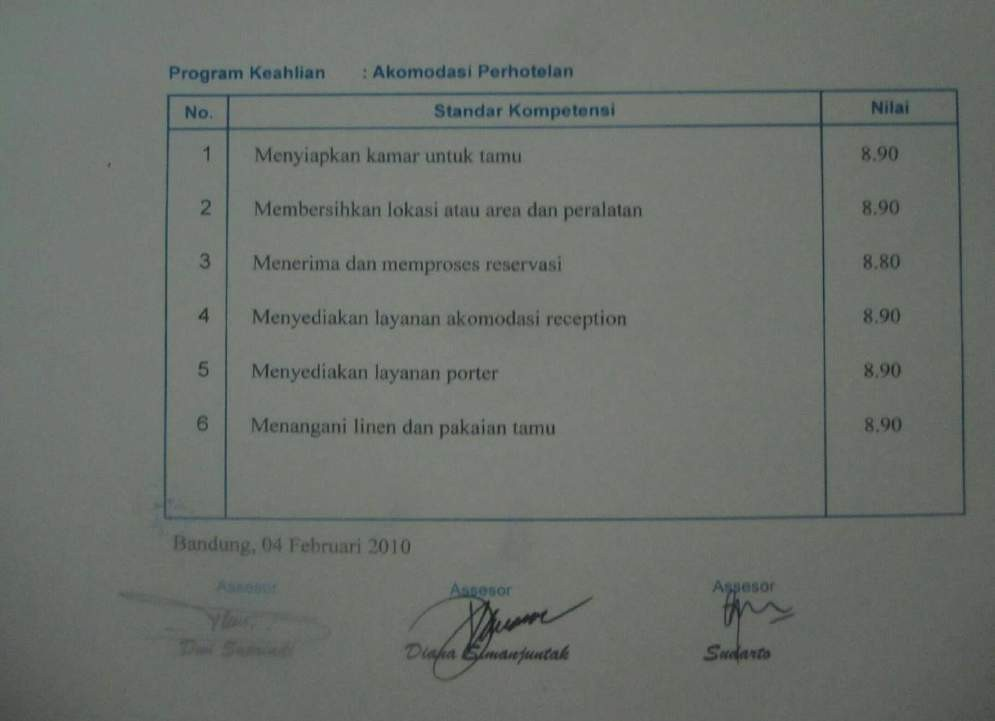 Program Keahlian : Akomodasi Perhotelan
No. Standar Kompetensi Nilai
1 Menyiapkan kamar untuk tamu 8.90
2 Membersihkan lokasi atau area dan peralatan 8.90
3 Menerima dan memproses reservasi 8.80
4 Menyediakan layanan akomodasi reception 8.90
5 Menyediakan layanan porter 8.90
6 Menangani linen dan pakaian tamu 8.90
Bandung, 04 Februari 2010
Assesor Assesor Assesor
Diana Simanjuntak Sudarto